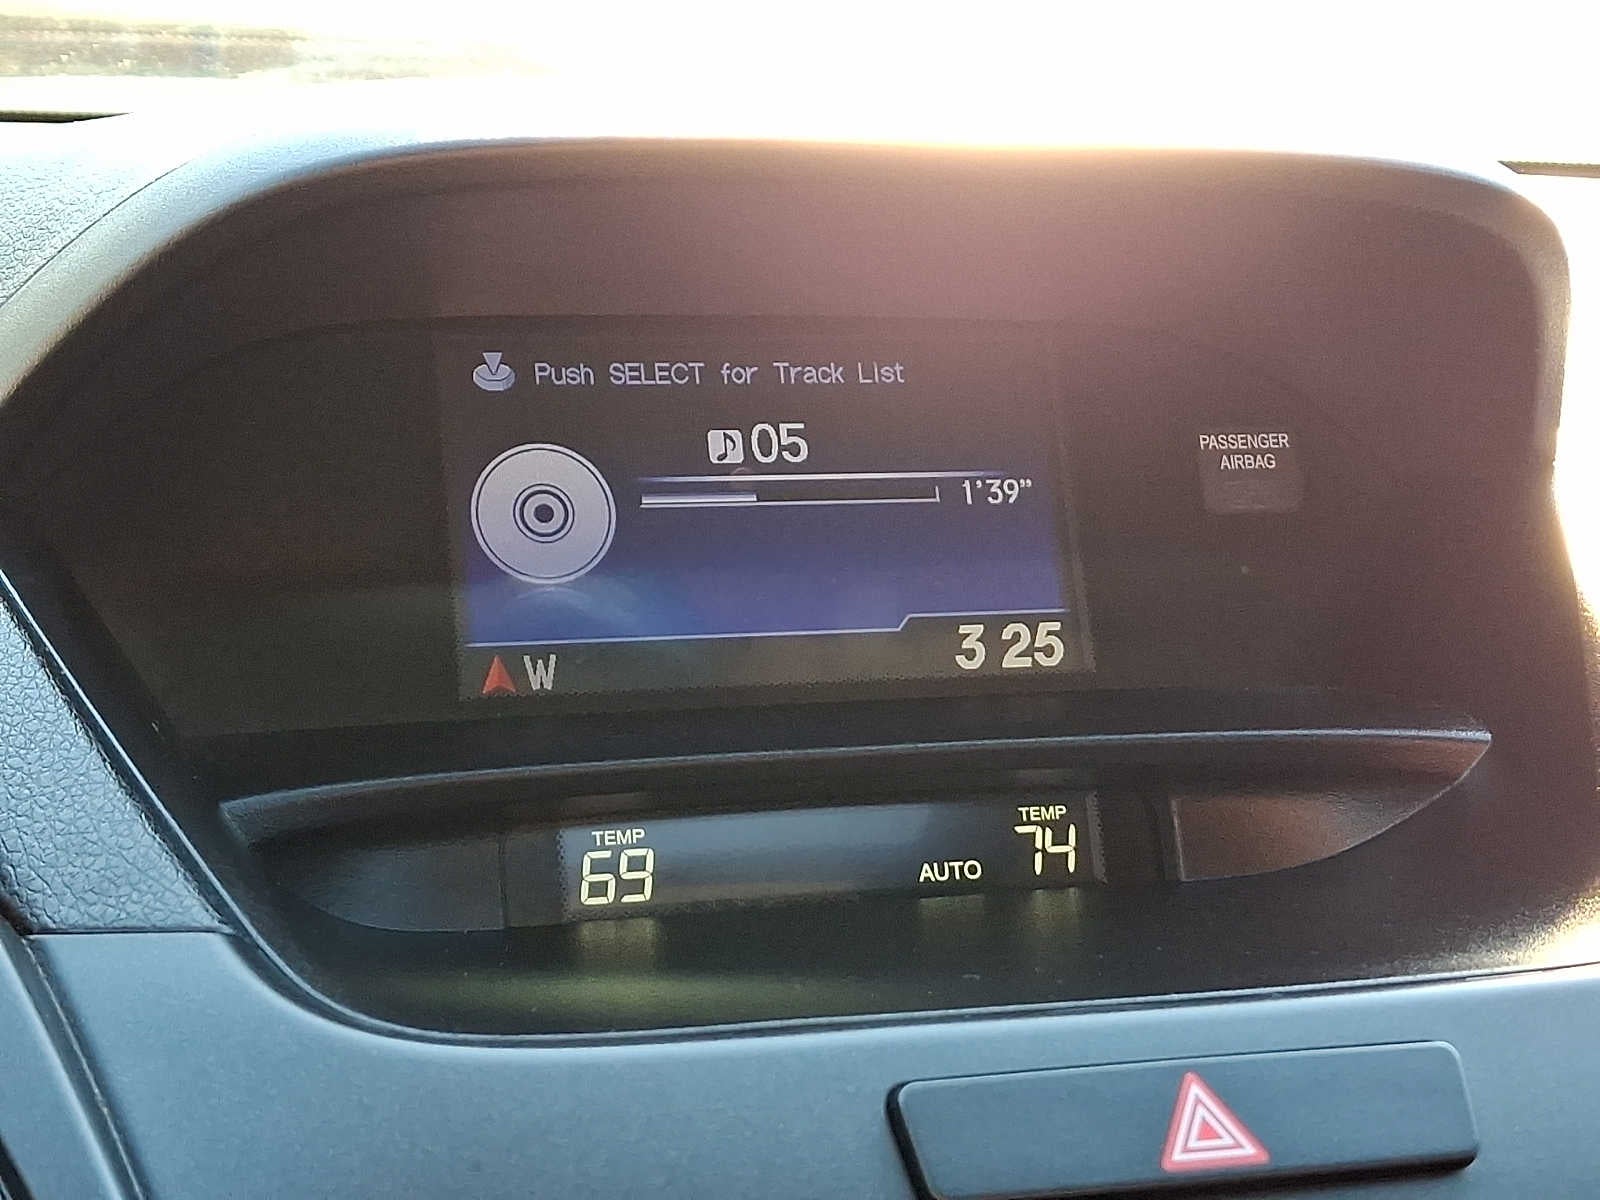 Push SELECT for Track List
05
1'39"
PASSENGER
AIRBAG
W
3 25
TEMP
69
AUTO
TEMP
74